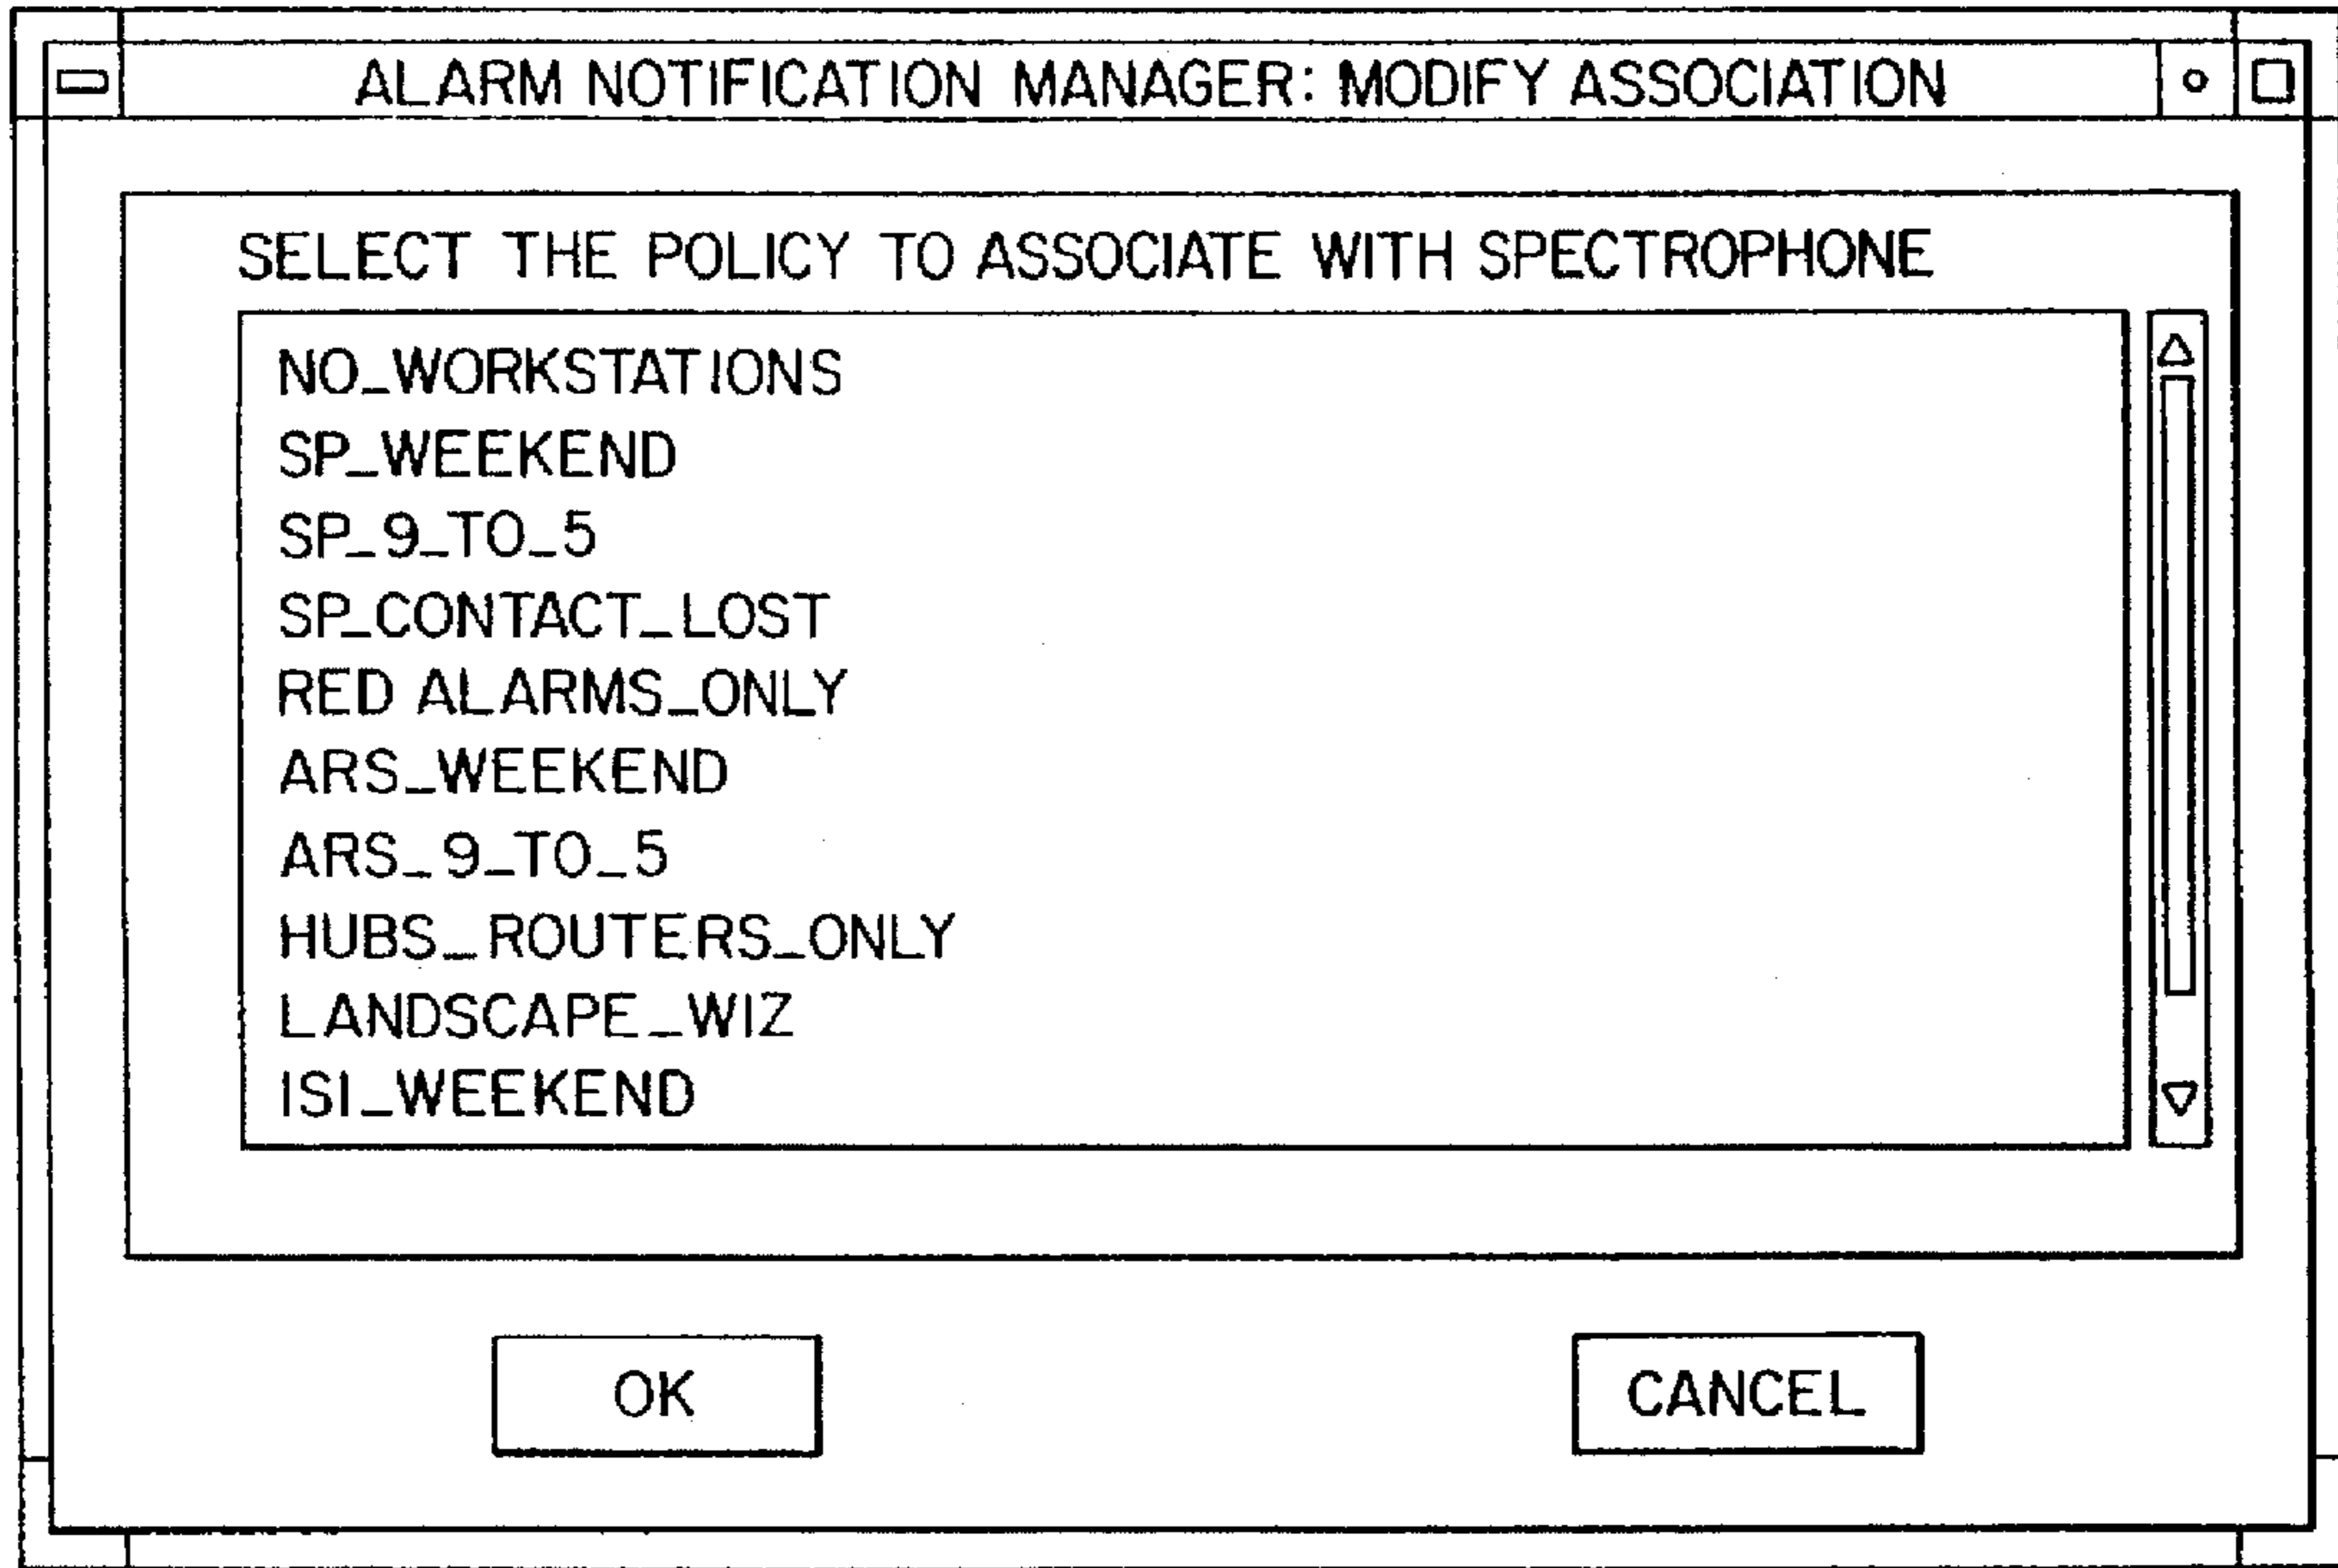 ALARM NOTIFICATION MANAGER: MODIFY ASSOCIATION
SELECT THE POLICY TO ASSOCIATE WITH SPECTROPHONE
NO_WORKSTATIONS
SP_WEEKEND
SP_9_TO_5
SP_CONTACT_LOST
RED ALARMS_ONLY
ARS_WEEKEND
ARS_9_TO_5
HUBS_ROUTERS_ONLY
LANDSCAPE_WIZ
ISI_WEEKEND
OK
CANCEL